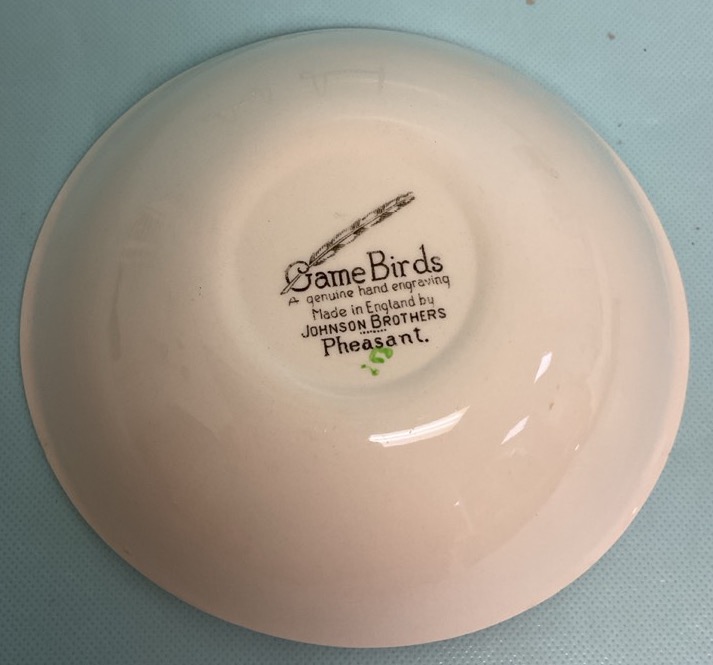 Game Birds
A genuine hand engraving
Made in England by
JOHNSON BROTHERS
Pheasant.